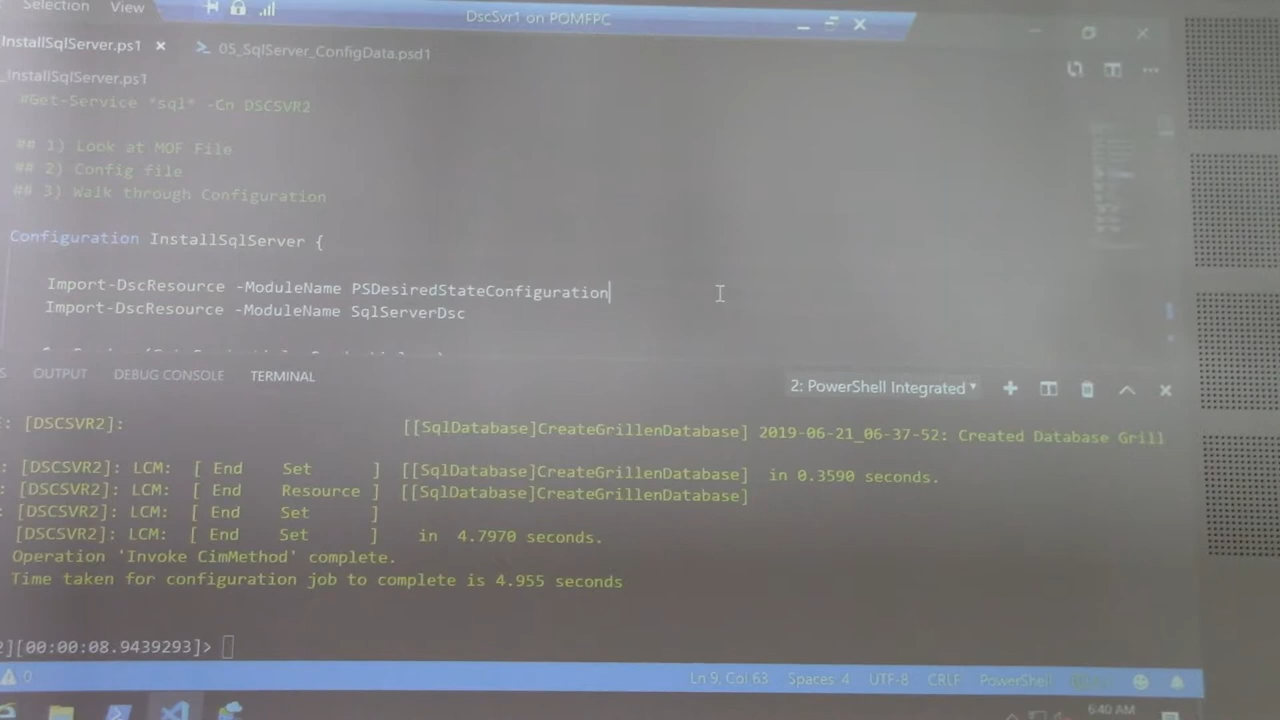 Selection View
DscSvr1 on POMFPC
InstallSqlServer.ps1
05_SqlServer_ConfigData.psd1
_InstallSqlServer.ps1
#Get-Service *sql* -Cn DSCSVR2
## 1) Look at MOF File
## 2) Config file
## 3) Walk through Configuration
Configuration InstallSqlServer {
Import-DscResource -ModuleName PSDesiredStateConfiguration
Import-DscResource -ModuleName SqlServerDsc
S OUTPUT DEBUG CONSOLE TERMINAL
2: PowerShell Integrated
E: [DSCSVR2]: [[SqlDatabase]CreateGrillenDatabase] 2019-06-21_06-37-52: Created Database Grill
: [DSCSVR2]: LCM: [ End Set ] [[SqlDatabase]CreateGrillenDatabase] in 0.3590 seconds.
: [DSCSVR2]: LCM: [ End Resource ] [[SqlDatabase]CreateGrillenDatabase]
: [DSCSVR2]: LCM: [ End Set ]
[DSCSVR2]: LCM: [ End Set ] in 4.7970 seconds.
Operation 'Invoke CimMethod' complete.
Time taken for configuration job to complete is 4.955 seconds
2][00:00:08.9439293]>
0 Ln 9, Col 63 Spaces: 4 UTF-8 CRLF PowerShell
6:40 AM